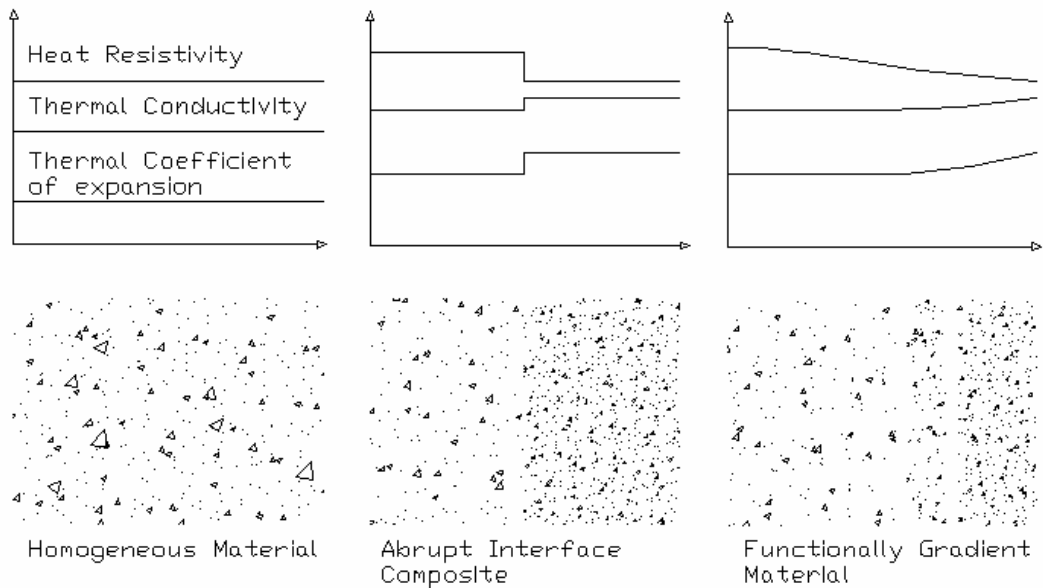 Heat Resistivity
Thermal Conductivity
Thermal Coefficient
of expansion
Homogeneous Material
Abrupt Interface
Composite
Functionally Gradient
Material